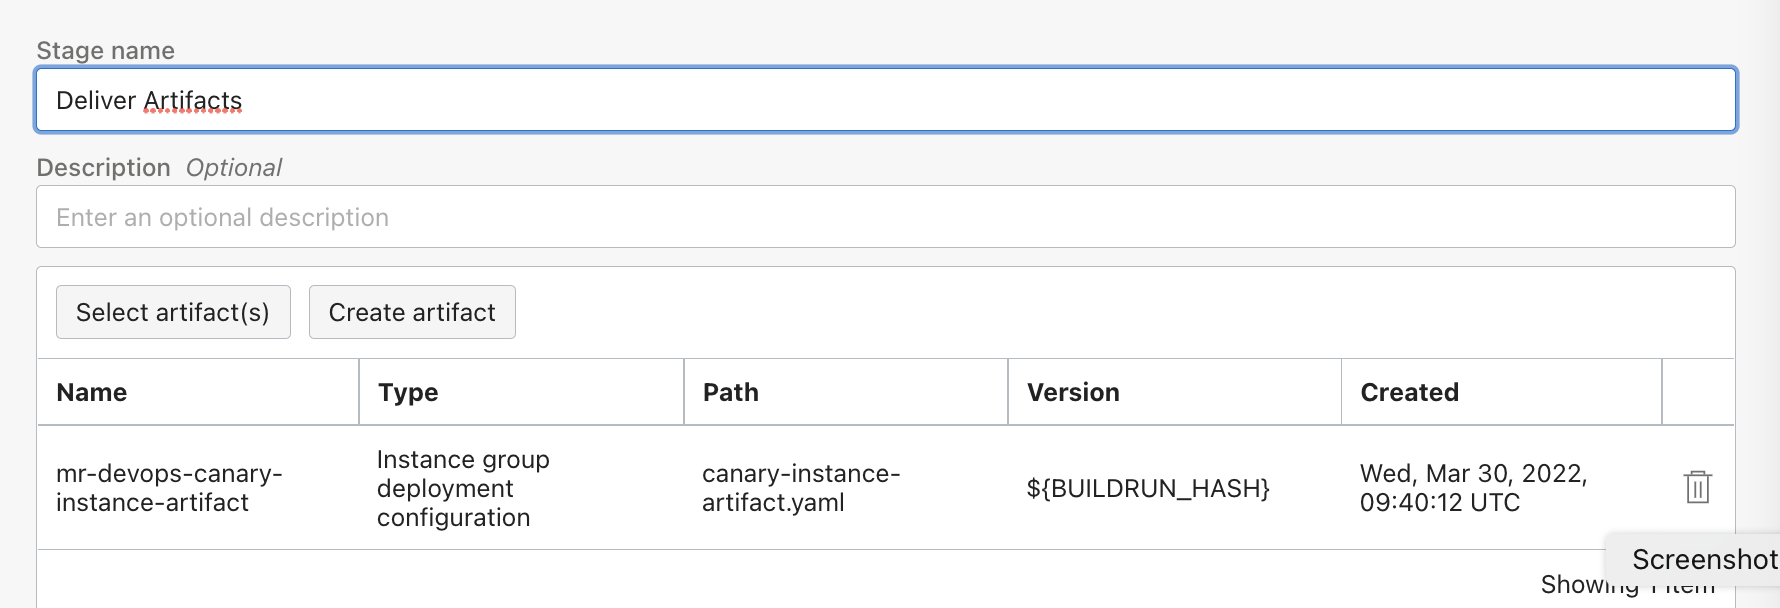 Stage name
Deliver Artifacts
Description Optional
Enter an optional description
Select artifact(s) Create artifact
Name Type Path Version Created
mr-devops-canary-
instance-artifact
Instance group
deployment
configuration
canary-instance-
artifact.yaml
${BUILDRUN_HASH}
Wed, Mar 30, 2022,
09:40:12 UTC
Screenshot
Showing 1 item